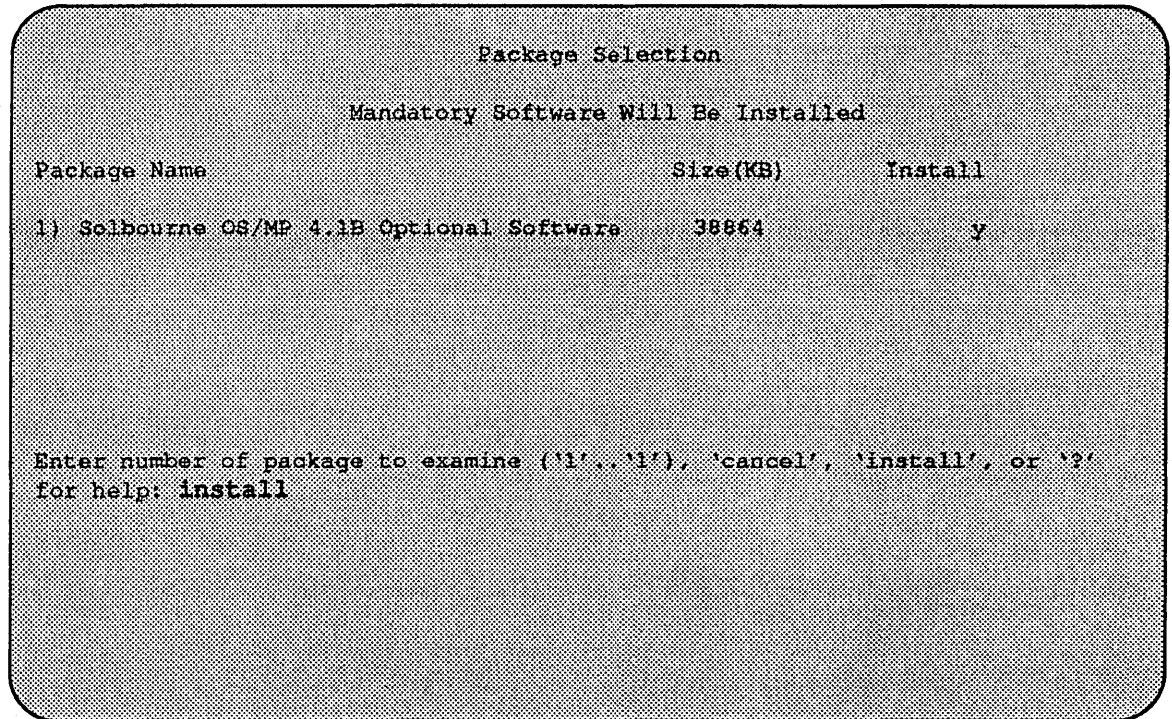 Package Selection
Mandatory Software Will Be Installed
Package Name Size(KB) Install
1) Solbourne OS/MP 4.1B Optional Software 38864 y
Enter number of package to examine ('1'..'1'), 'cancel', 'install', or '?'
for help: install